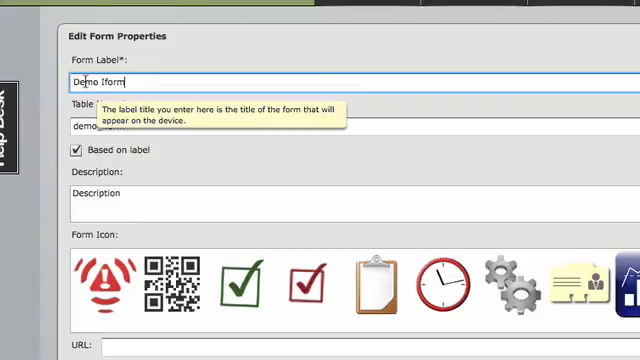 Edit Form Properties
Form Label*:
Demo Iform
The label title you enter here is the title of the form that will
appear on the device.
Table
Based on label
Description:
Description
Form Icon:
URL:
Help Desk